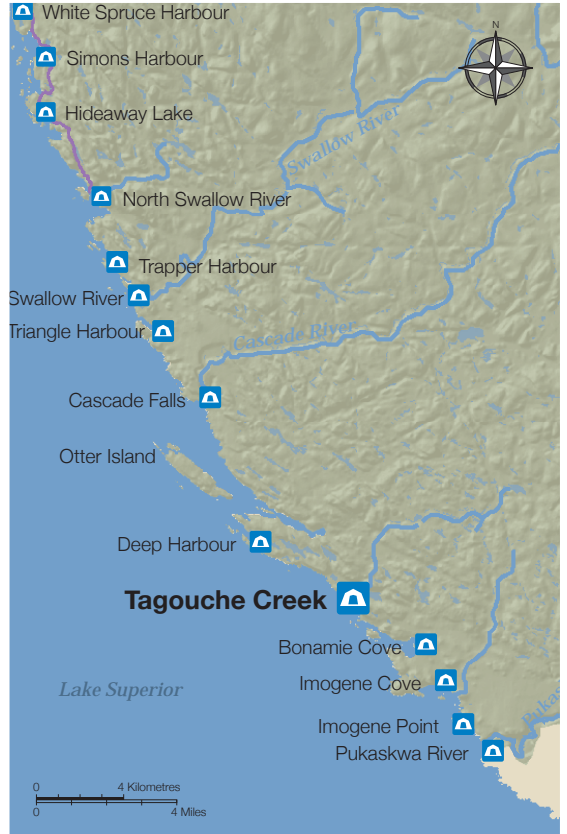 White Spruce Harbour
N
Simons Harbour
Hideaway Lake
Swallow River
North Swallow River
Trapper Harbour
Swallow River
Triangle Harbour
Cascade River
Cascade Falls
Otter Island
Deep Harbour
Tagouche Creek
Bonamie Cove
Imogene Cove
Lake Superior
Imogene Point
Pukas
Pukaskwa River
0 4 Kilometres
0 4 Miles